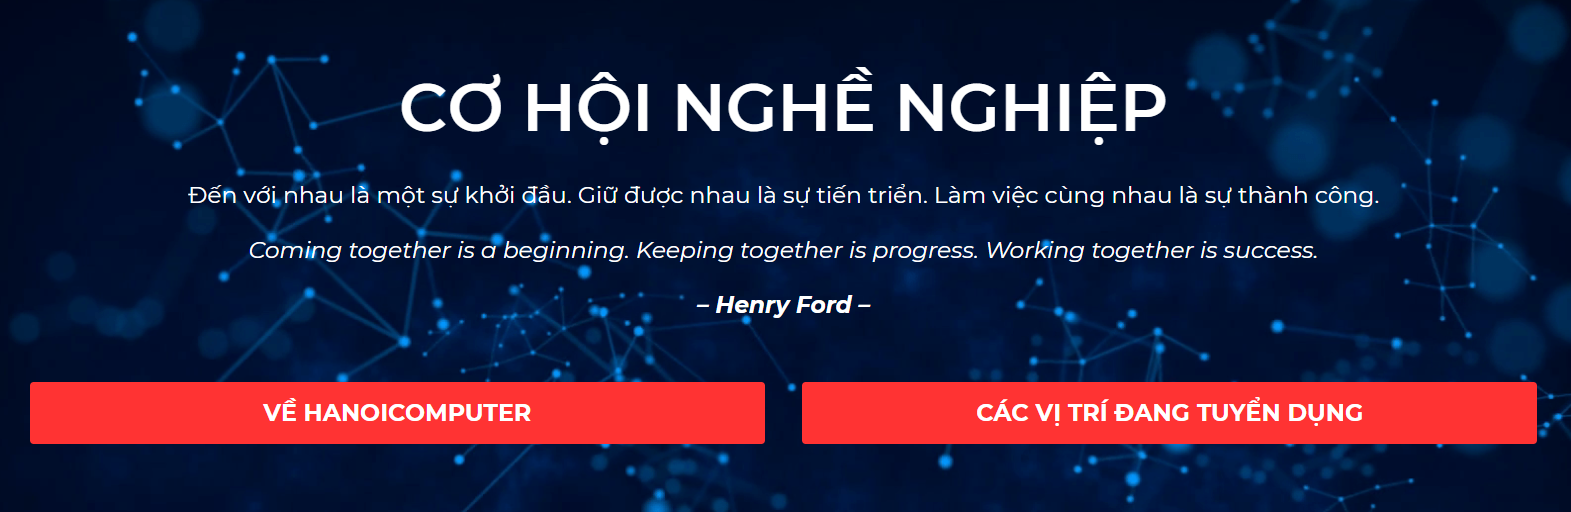 CƠ HỘI NGHỀ NGHIỆP
Đến với nhau là một sự khởi đầu. Giữ được nhau là sự tiến triển. Làm việc cùng nhau là sự thành công.
Coming together is a beginning. Keeping together is progress. Working together is success.
– Henry Ford –
VỀ HANOICOMPUTER
CÁC VỊ TRÍ ĐANG TUYỂN DỤNG